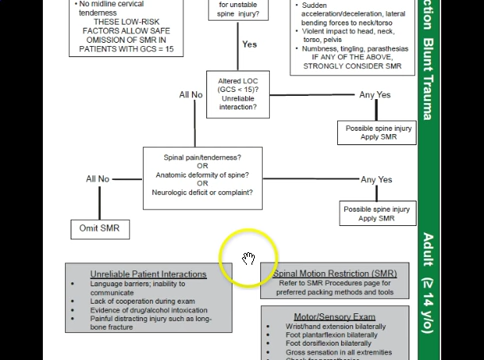 • No midline cervical
tenderness
THESE LOW-RISK
FACTORS ALLOW SAFE
OMISSION OF SMR IN
PATIENTS WITH GCS = 15
for unstable
spine injury?
• Sudden
acceleration/deceleration, lateral
bending forces to neck/torso
• Violent impact to head, neck,
torso, pelvis
• Numbness, tingling, parasthesias
IF ANY OF THE ABOVE,
STRONGLY CONSIDER SMR
Yes
Altered LOC
(GCS < 15)?
Unreliable
interaction?
All No
Any Yes
Possible spine injury
Apply SMR
Spinal pain/tenderness?
OR
Anatomic deformity of spine?
OR
Neurologic deficit or complaint?
All No
Any Yes
Omit SMR
Possible spine injury
Apply SMR
Unreliable Patient Interactions
• Language barriers; inability to
communicate
• Lack of cooperation during exam
• Evidence of drug/alcohol intoxication
• Painful distracting injury such as long-
bone fracture
Spinal Motion Restriction (SMR)
Refer to SMR Procedures page for
preferred packing methods and tools
Motor/Sensory Exam
• Wrist/hand extension bilaterally
• Foot plantarflexion bilaterally
• Foot dorsiflexion bilaterally
• Gross sensation in all extremities
ction Blunt Trauma
Adult (≥ 14 y/o)